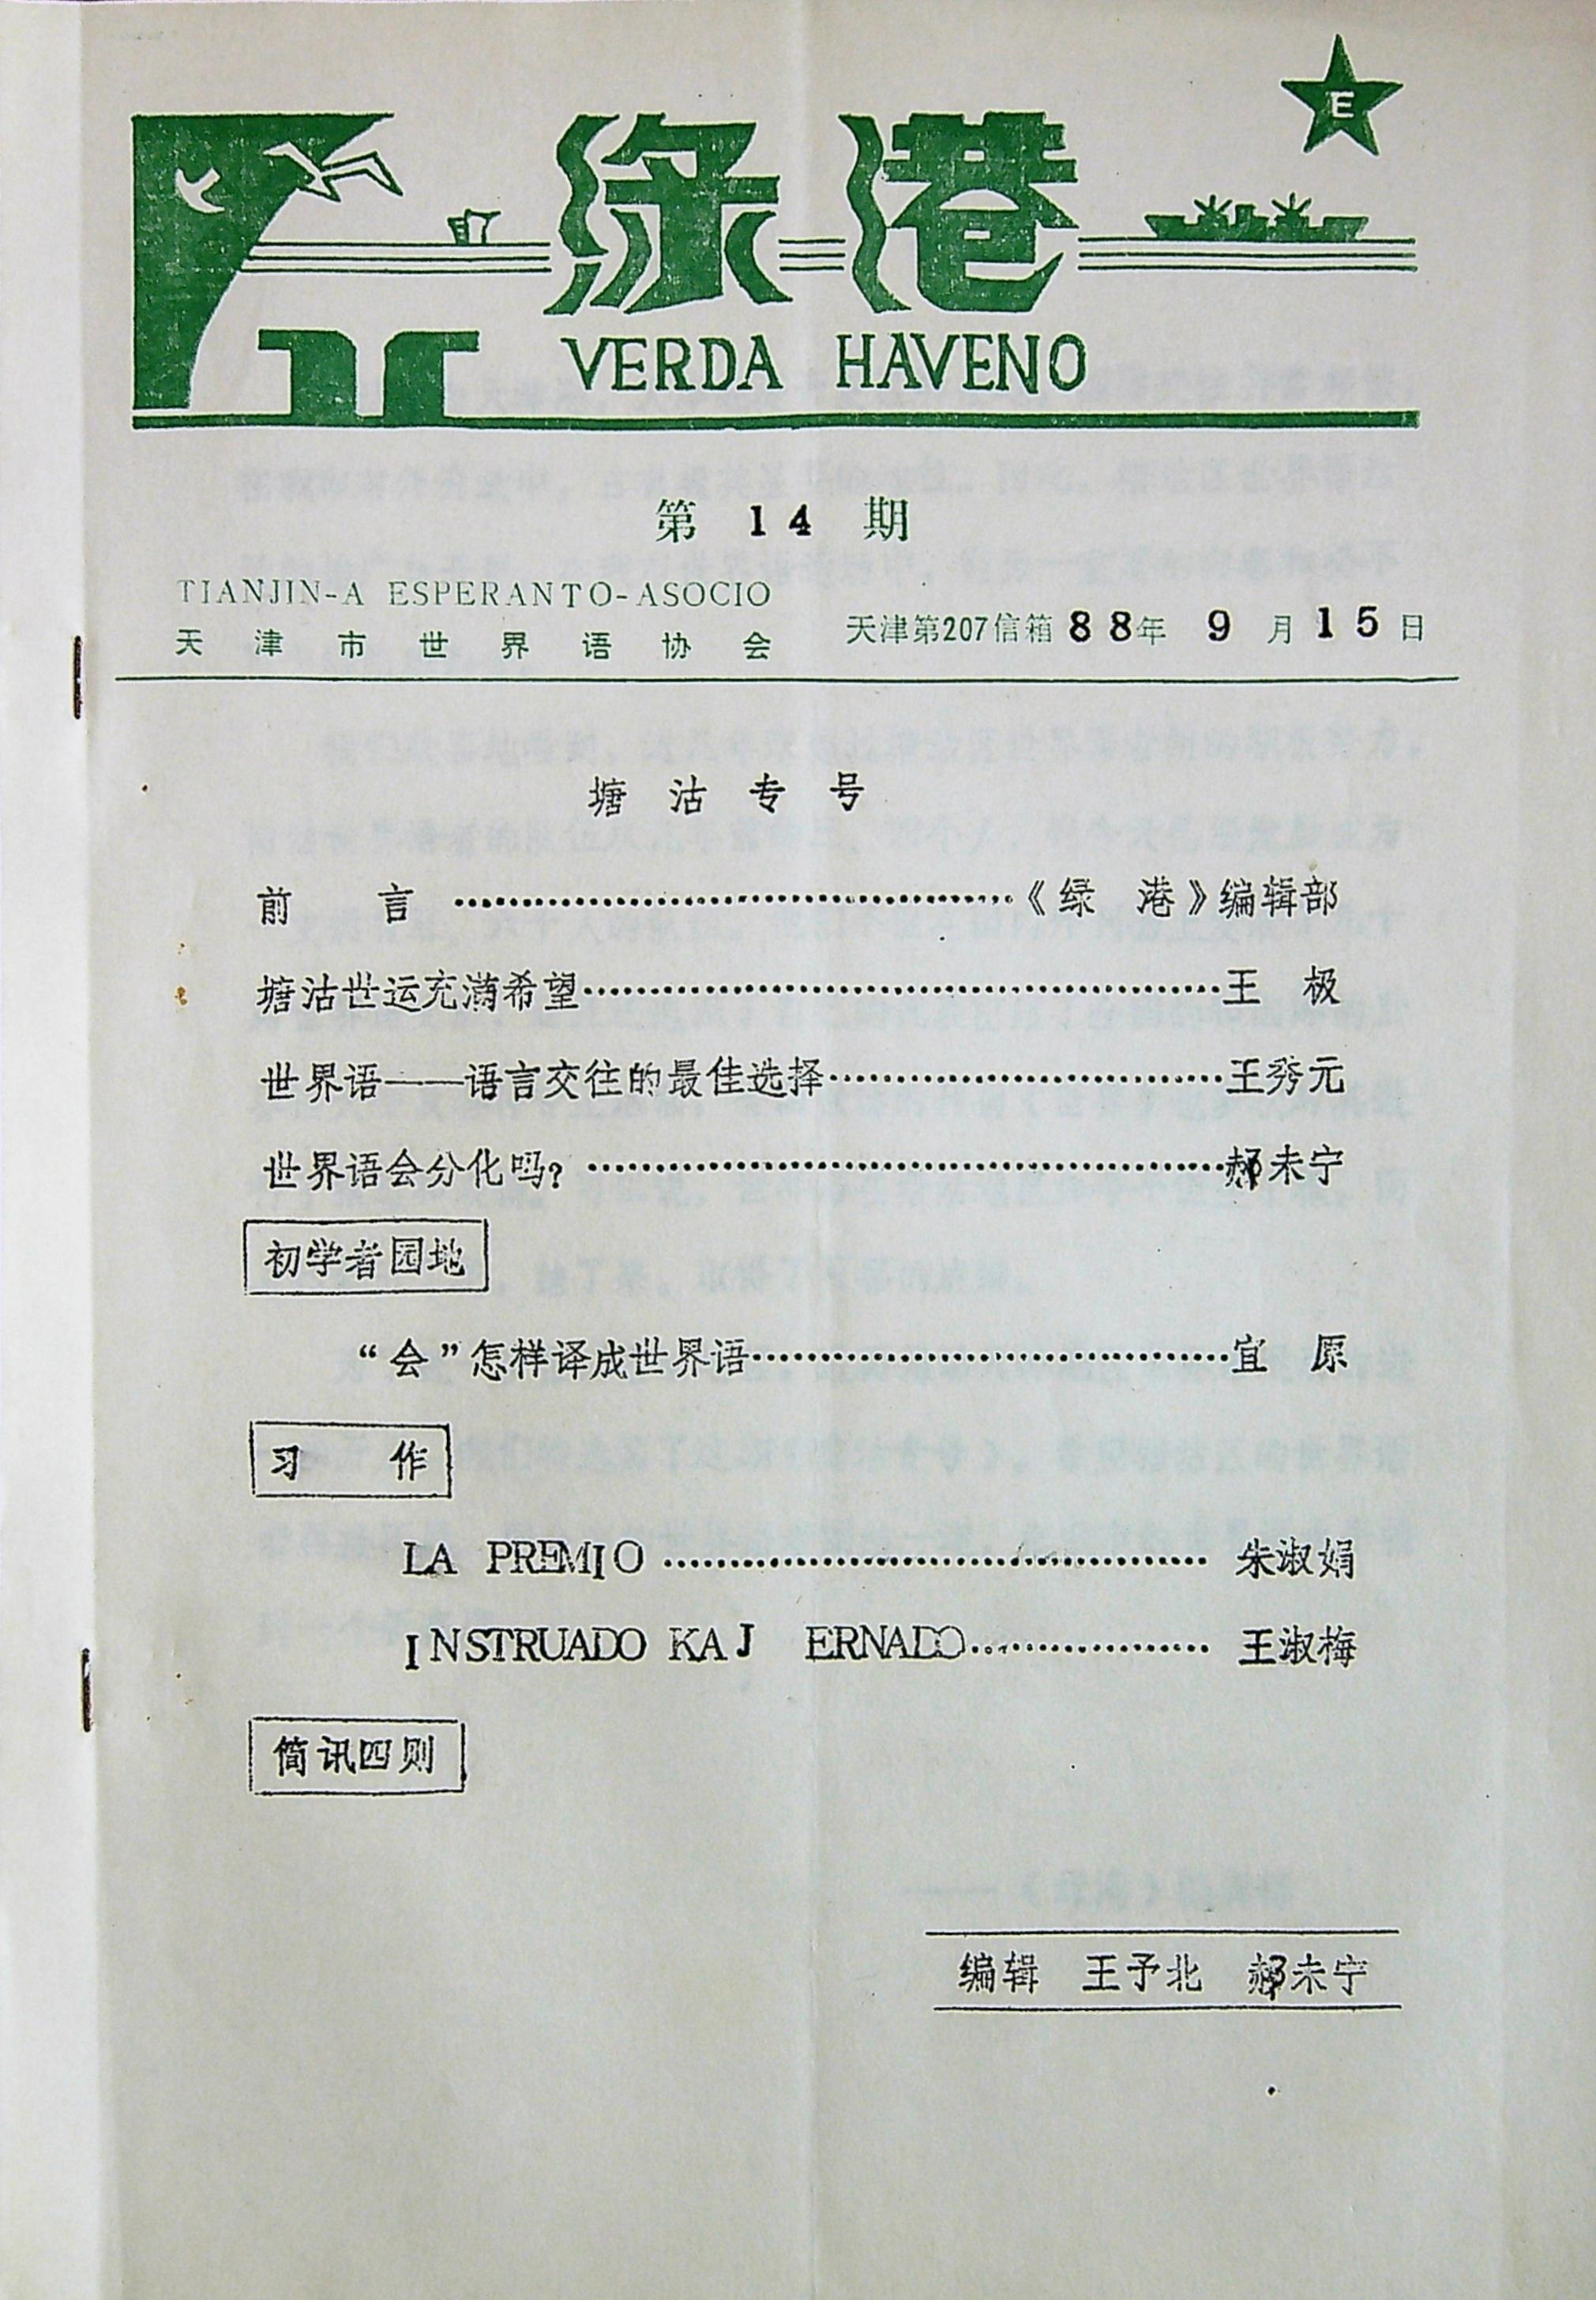 E
绿港
VERDA HAVENO
第 14 期
TIANJIN-A ESPERANTO-ASOCIO
天津市世界语协会 天津第207信箱 88年 9 月 15 日
塘沽专号
前 言 ……………………………………《绿 港》编辑部
塘沽世运充满希望……………………………………王 极
世界语——语言交往的最佳选择……………………王秀元
世界语会分化吗? ……………………………………郝未宁
初学者园地
“会”怎样译成世界语……………………………宜 原
习 作
LA PREMIO ………………………………… 朱淑娟
INSTRUADO KAJ ERNADO……………… 王淑梅
简讯四则
编辑 王予北 郝未宁